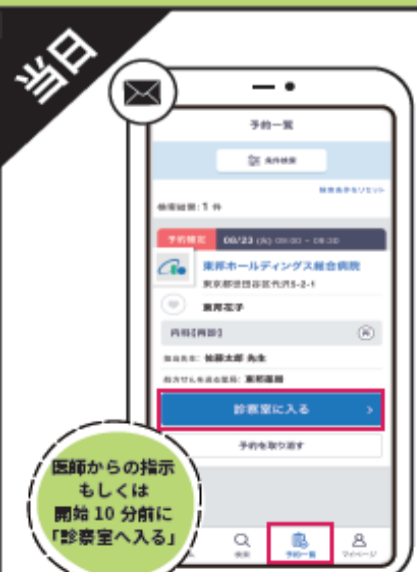 当日
予約一覧
条件検索
検索条件をリセット
検索結果：1 件
予約確定 08/23 (水) 09:00 ~ 09:30
東邦ホールディングス総合病院
東京都世田谷区代沢5-2-1
東邦花子
内科【再診】
担当先生: 佐藤太郎 先生
処方せんを送る薬局: 東邦薬局
診察室に入る
予約を取り消す
医師からの指示
もしくは
開始 10 分前に
「診察室へ入る」
検索
予約一覧
マイページ